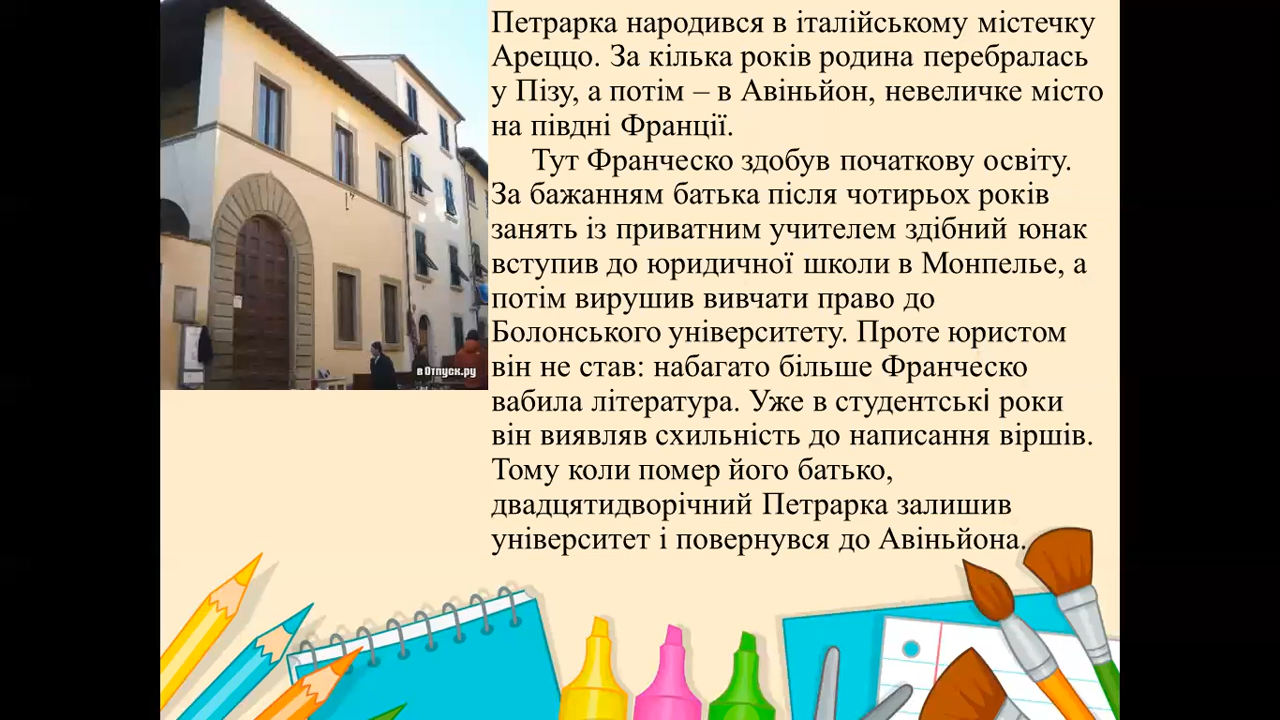 Петрарка народився в італійському містечку
Ареццо. За кілька років родина перебралась
у Пізу, а потім – в Авіньйон, невеличке місто
на півдні Франції.
Тут Франческо здобув початкову освіту.
За бажанням батька після чотирьох років
занять із приватним учителем здібний юнак
вступив до юридичної школи в Монпелье, а
потім вирушив вивчати право до
Болонського університету. Проте юристом
він не став: набагато більше Франческо
вабила література. Уже в студентські роки
він виявляв схильність до написання віршів.
Тому коли помер його батько,
двадцятидворічний Петрарка залишив
університет і повернувся до Авіньйона.
в Отпуск.ру